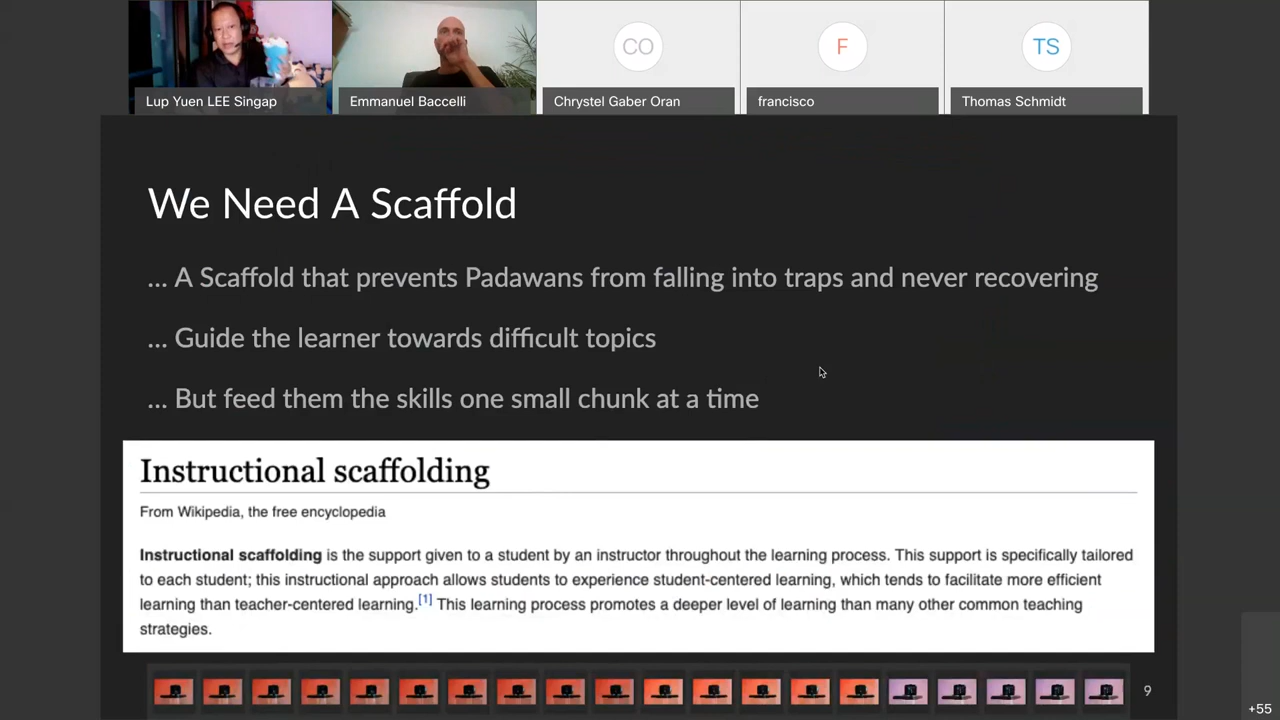 CO
F
TS
Lup Yuen LEE Singap
Emmanuel Baccelli
Chrystel Gaber Oran
francisco
Thomas Schmidt
We Need A Scaffold
... A Scaffold that prevents Padawans from falling into traps and never recovering
... Guide the learner towards difficult topics
... But feed them the skills one small chunk at a time
Instructional scaffolding
From Wikipedia, the free encyclopedia
Instructional scaffolding is the support given to a student by an instructor throughout the learning process. This support is specifically tailored
to each student; this instructional approach allows students to experience student-centered learning, which tends to facilitate more efficient
learning than teacher-centered learning.[1] This learning process promotes a deeper level of learning than many other common teaching
strategies.
9
+55